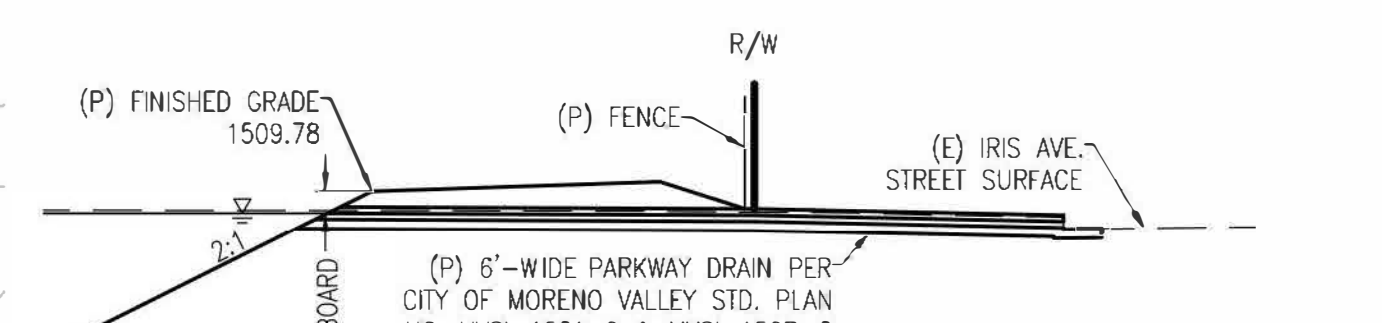 R/W
(P) FINISHED GRADE
1509.78
(P) FENCE
(E) IRIS AVE.
STREET SURFACE
2:1
(P) 6'-WIDE PARKWAY DRAIN PER
CITY OF MORENO VALLEY STD. PLAN